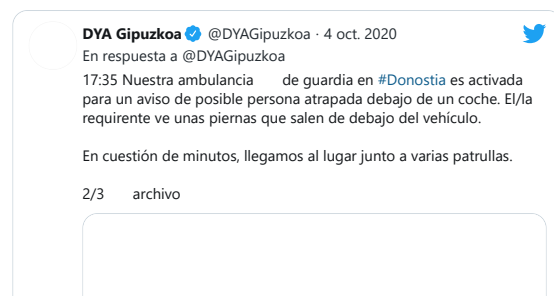 DYA Gipuzkoa @DYAGipuzkoa · 4 oct. 2020
En respuesta a @DYAGipuzkoa
17:35 Nuestra ambulancia de guardia en #Donostia es activada
para un aviso de posible persona atrapada debajo de un coche. El/la
requirente ve unas piernas que salen de debajo del vehículo.
En cuestión de minutos, llegamos al lugar junto a varias patrullas.
2/3 archivo